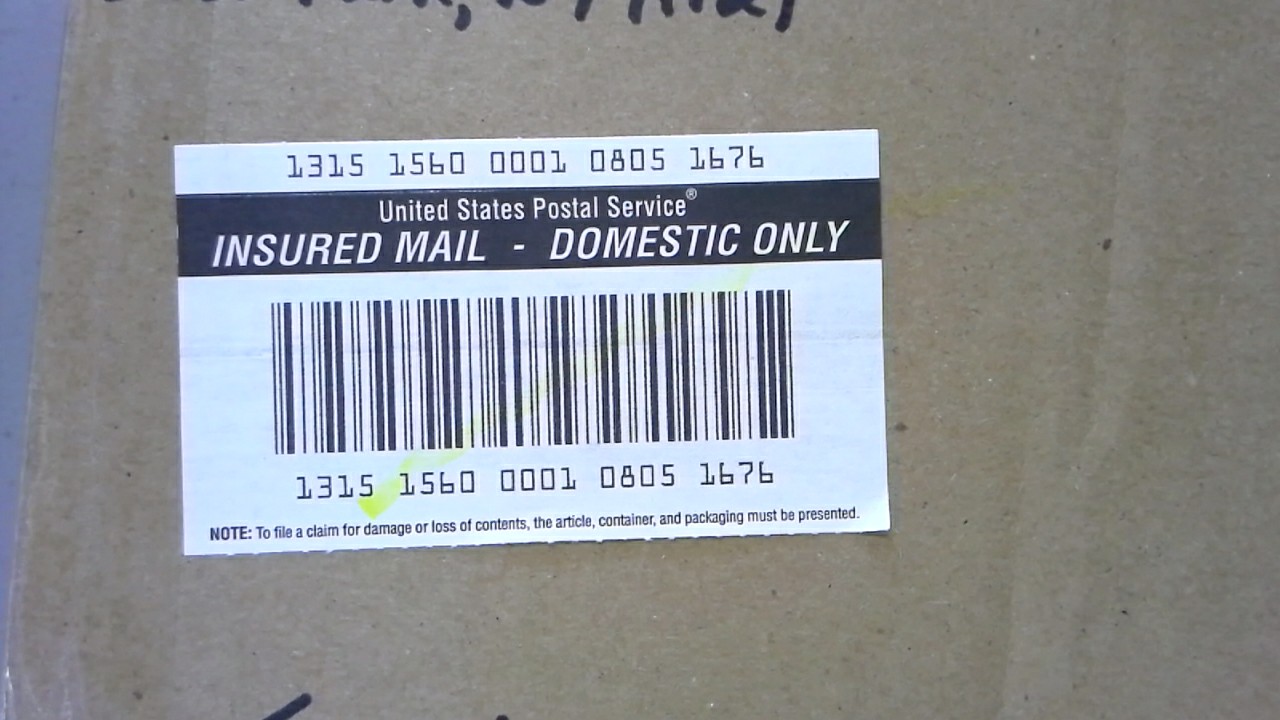 1315 1560 0001 0805 1676
United States Postal Service®
INSURED MAIL - DOMESTIC ONLY
1315 1560 0001 0805 1676
NOTE: To file a claim for damage or loss of contents, the article, container, and packaging must be presented.